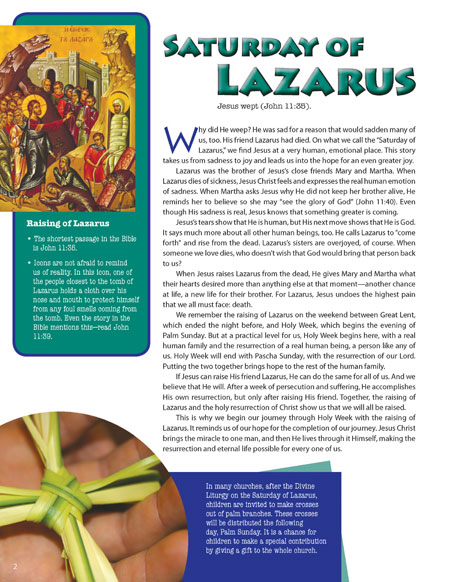 SATURDAY OF
LAZARUS
Jesus wept (John 11:35).
Why did He weep? He was sad for a reason that would sadden many of
us, too. His friend Lazarus had died. On what we call the "Saturday of
Lazarus," we find Jesus at a very human, emotional place. This story
takes us from sadness to joy and leads us into the hope for an even greater joy.
Lazarus was the brother of Jesus's close friends Mary and Martha. When
Lazarus dies of sickness, Jesus Christ feels and expresses the real human emotion
of sadness. When Martha asks Jesus why He did not keep her brother alive, He
reminds her to believe so she may "see the glory of God" (John 11:40). Even
though His sadness is real, Jesus knows that something greater is coming.
Jesus's tears show that He is human, but His next move shows that He is God.
It says much more about all other human beings, too. He calls Lazarus to "come
forth" and rise from the dead. Lazarus's sisters are overjoyed, of course. When
someone we love dies, who doesn't wish that God would bring that person back
to us?
When Jesus raises Lazarus from the dead, He gives Mary and Martha what
their hearts desired more than anything else at that moment—another chance
at life, a new life for their brother. For Lazarus, Jesus undoes the highest pain
that we all must face: death.
We remember the raising of Lazarus on the weekend between Great Lent,
which ended the night before, and Holy Week, which begins the evening of
Palm Sunday. But at a practical level for us, Holy Week begins here, with a real
human family and the resurrection of a real human being, a person like any of
us. Holy Week will end with Pascha Sunday, with the resurrection of our Lord.
Putting the two together brings hope to the rest of the human family.
If Jesus can raise His friend Lazarus, He can do the same for all of us. And we
believe that He will. After a week of persecution and suffering, He accomplishes
His own resurrection, but only after raising His friend. Together, the raising of
Lazarus and the holy resurrection of Christ show us that we will all be raised.
This is why we begin our journey through Holy Week with the raising of
Lazarus. It reminds us of our hope for the completion of our journey. Jesus Christ
brings the miracle to one man, and then He lives through it Himself, making the
resurrection and eternal life possible for every one of us.
Raising of Lazarus
• The shortest passage in the Bible
is John 11:35.
• Icons are not afraid to remind
us of reality. In this icon, one of
the people closest to the tomb of
Lazarus holds a cloth over his
nose and mouth to protect himself
from any foul smells coming from
the tomb. Even the story in the
Bible mentions this—read John
11:39.
In many churches, after the Divine
Liturgy on the Saturday of Lazarus,
children are invited to make crosses
out of palm branches. These crosses
will be distributed the following
day, Palm Sunday. It is a chance for
children to make a special contribution
by giving a gift to the whole church.
2